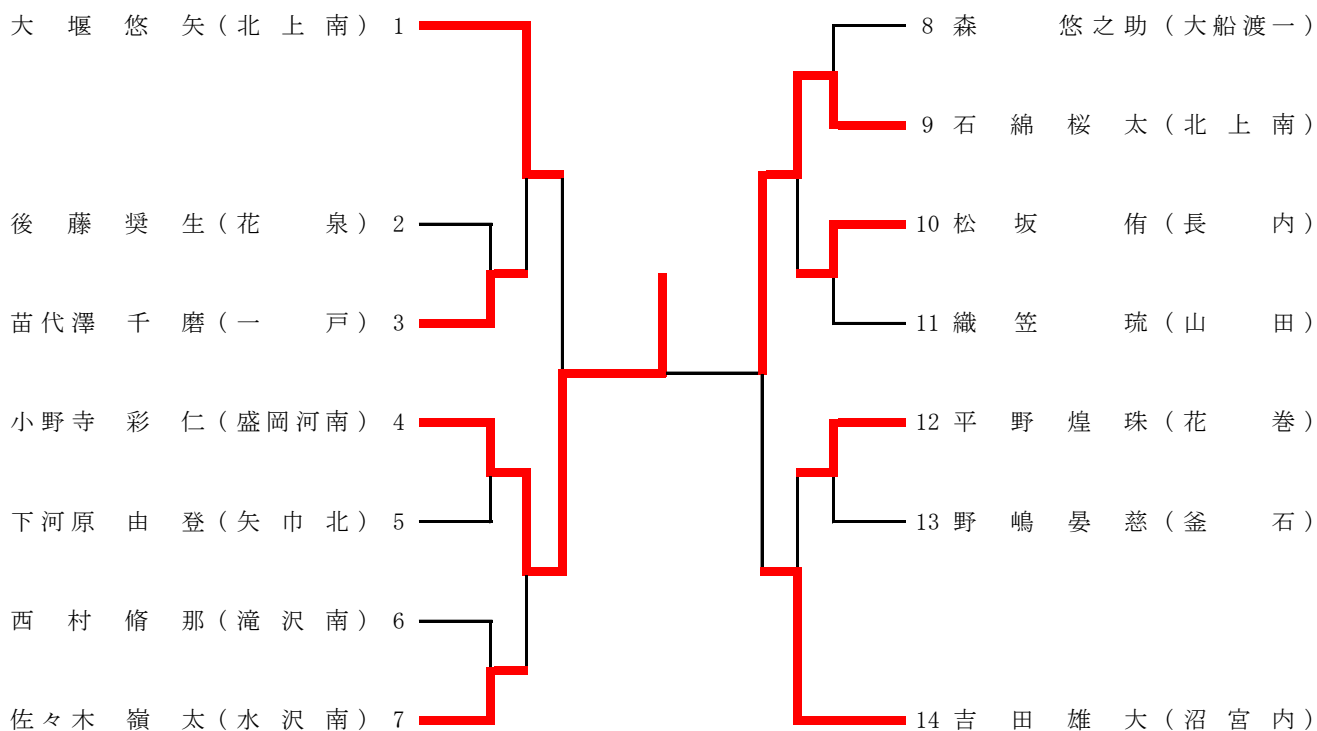 大堰悠矢(北上南) 1
後藤奨生(花泉) 2
苗代澤千磨(一戸) 3
小野寺彩仁(盛岡河南) 4
下河原由登(矢巾北) 5
西村脩那(滝沢南) 6
佐々木嶺太(水沢南) 7
8 森悠之助(大船渡一)
9 石綿桜太(北上南)
10 松坂侑(長内)
11 織笠琉(山田)
12 平野煌珠(花巻)
13 野嶋晏慈(釜石)
14 吉田雄大(沼宮内)